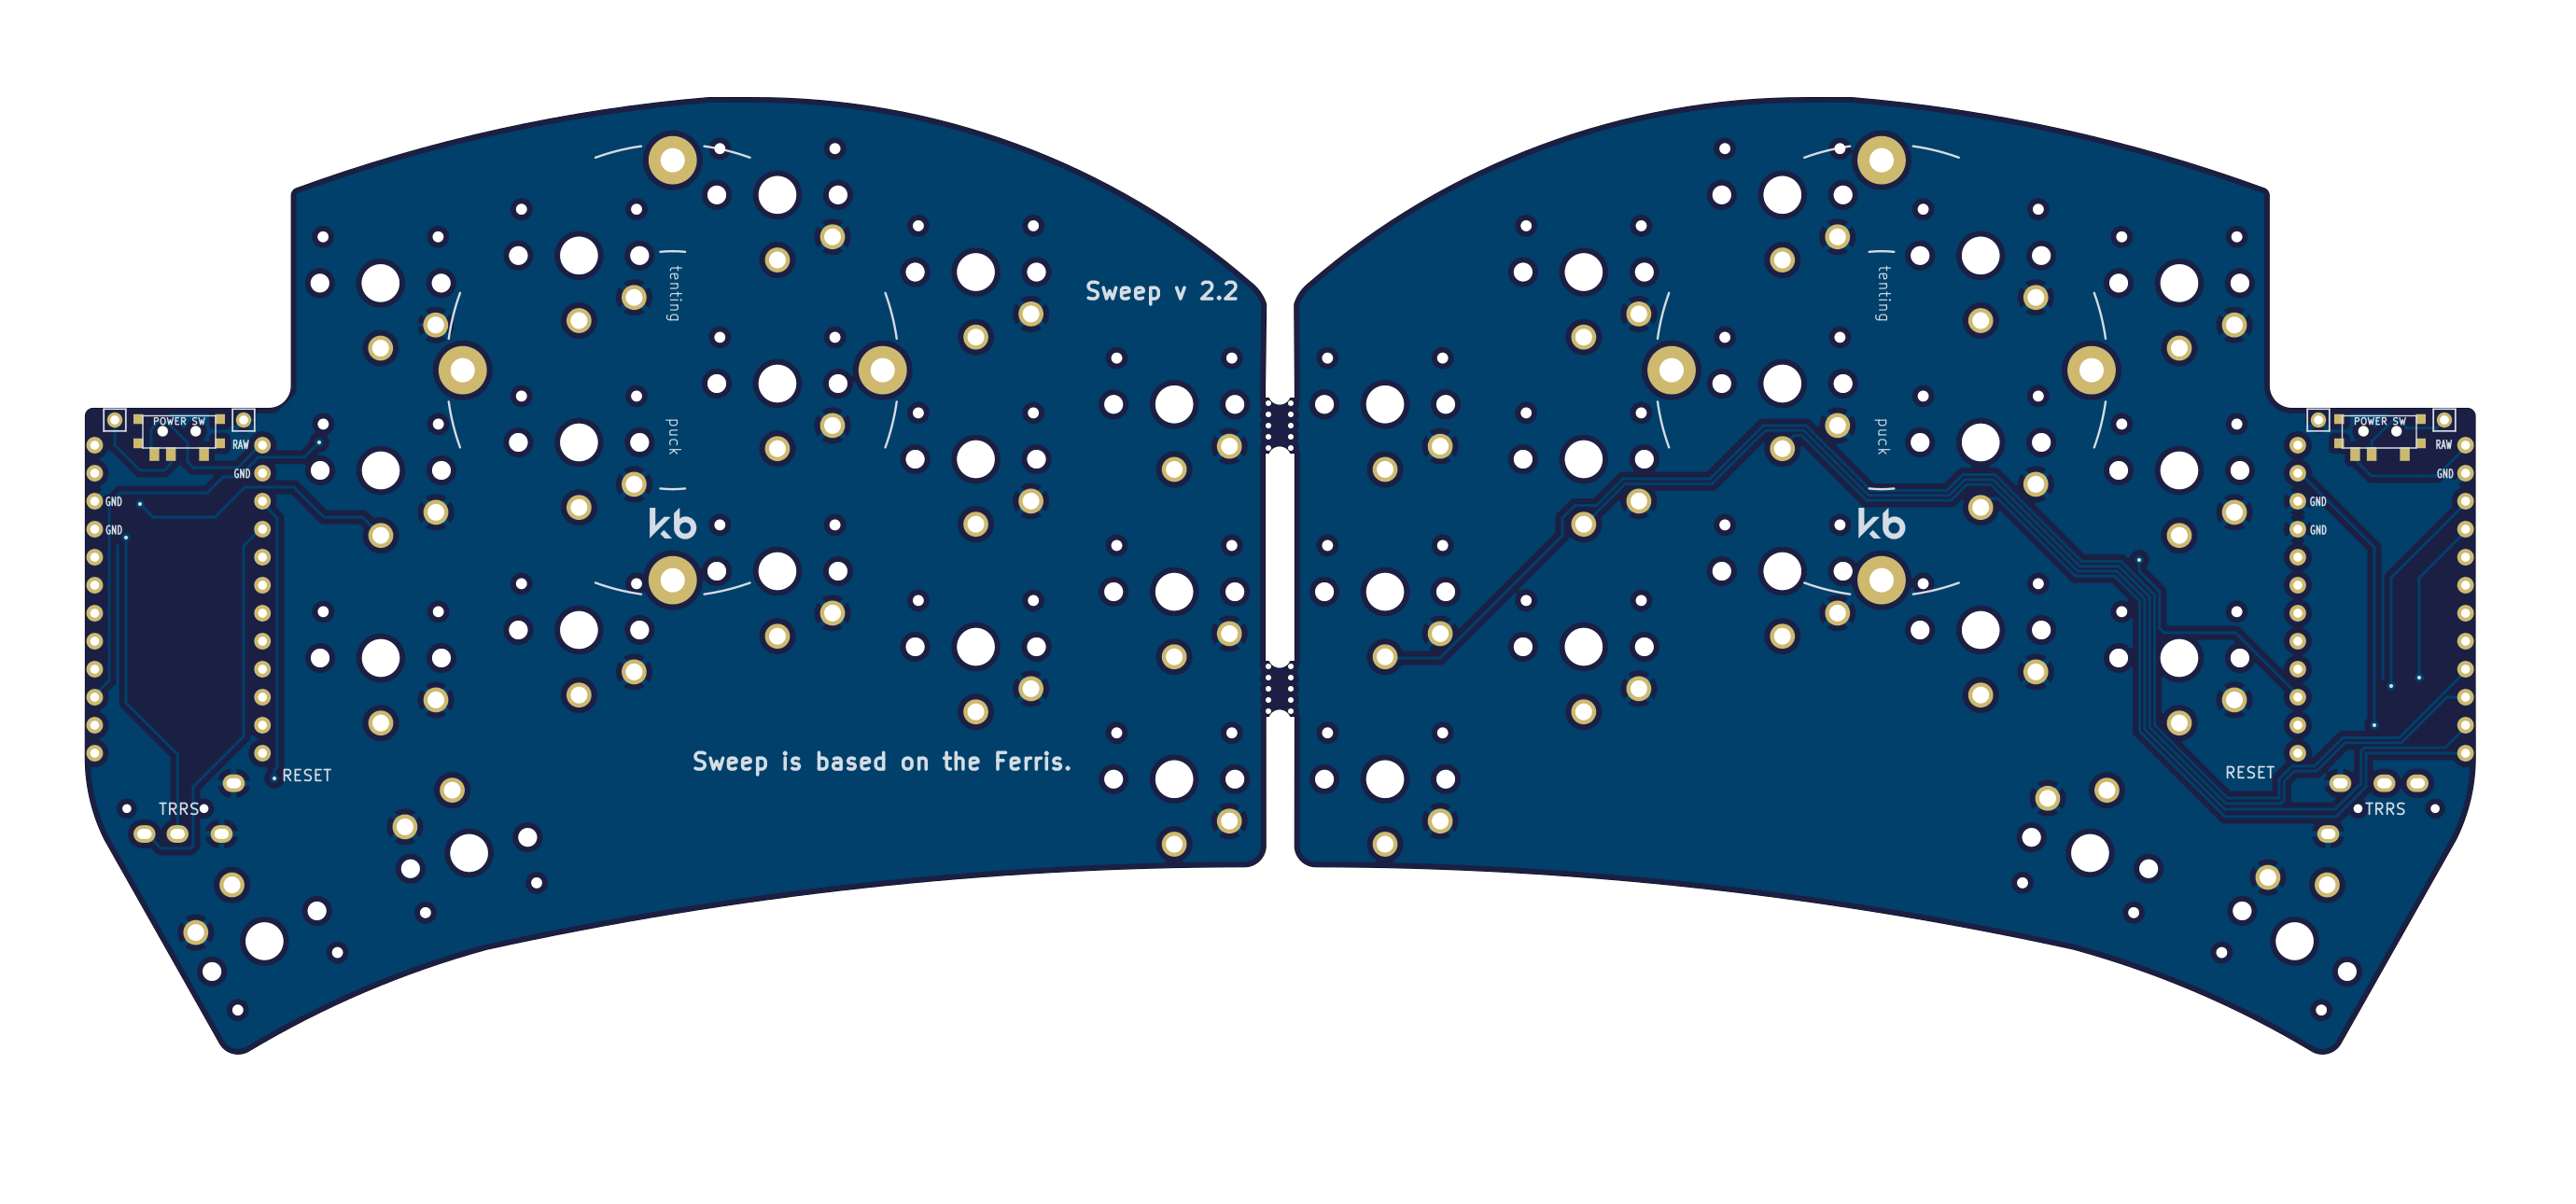 Sweep v 2.2
tenting
tenting
POWER SW
RAW
GND
GND
GND
puck
kb
puck
kb
POWER SW
RAW
GND
GND
GND
Sweep is based on the Ferris.
RESET
TRRS
RESET
TRRS